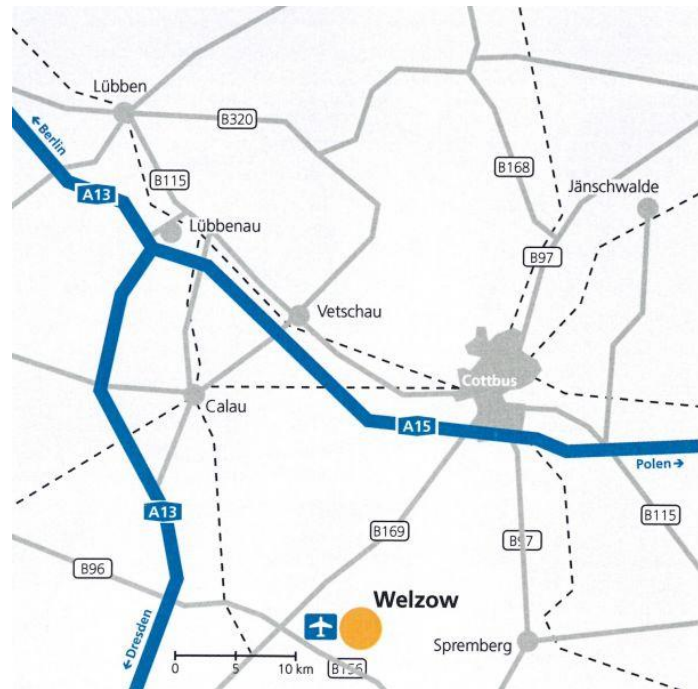 Lübben
B320
←Berlin
B115
B168
Jänschwalde
A13
Lübbenau
B97
Vetschau
Cottbus
Calau
A15
Polen→
A13
B169
B97
B115
B96
Welzow
←Dresden
Spremberg
0 5 10 km
B156